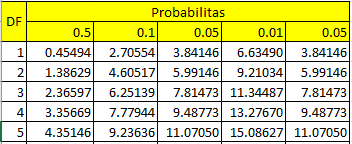 DF Probabilitas
0.5 0.1 0.05 0.01 0.05
1 0.45494 2.70554 3.84146 6.63490 3.84146
2 1.38629 4.60517 5.99146 9.21034 5.99146
3 2.36597 6.25139 7.81473 11.34487 7.81473
4 3.35669 7.77944 9.48773 13.27670 9.48773
5 4.35146 9.23636 11.07050 15.08627 11.07050